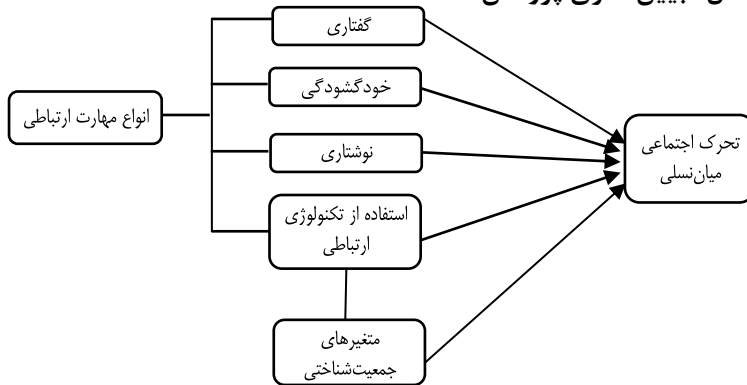 گفتاری
خودگشودگی
انواع مهارت ارتباطی
نوشتاری
تحرک اجتماعی
میان‌نسلی
استفاده از تکنولوژی
ارتباطی
متغیرهای
جمعیت‌شناختی